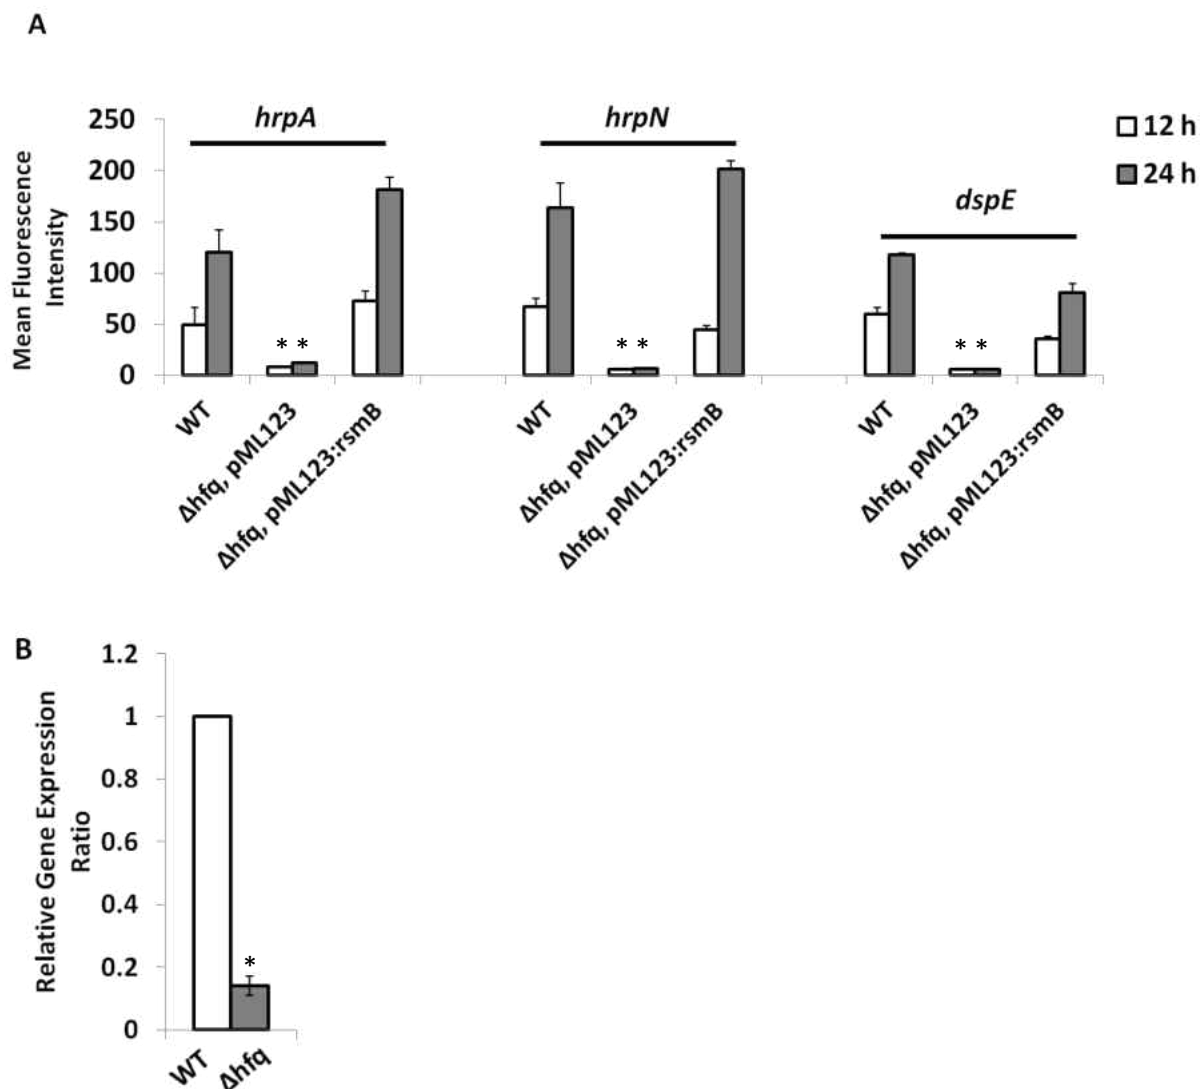 A
hrpA
hrpN
dspE
12 h
24 h
Mean Fluorescence
Intensity
250
200
150
100
50
0
* *
* *
* *
WT
Δhfq, pML123
Δhfq, pML123:rsmB
WT
Δhfq, pML123
Δhfq, pML123:rsmB
WT
Δhfq, pML123
Δhfq, pML123:rsmB
B
Relative Gene Expression
Ratio
1.2
1
0.8
0.6
0.4
0.2
0
*
WT
Δhfq